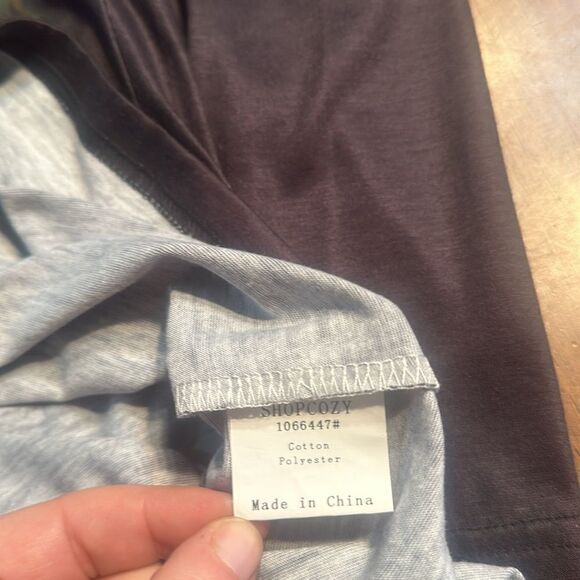 SHOPCOZY
1066447#
Cotton
Polyester
Made in China